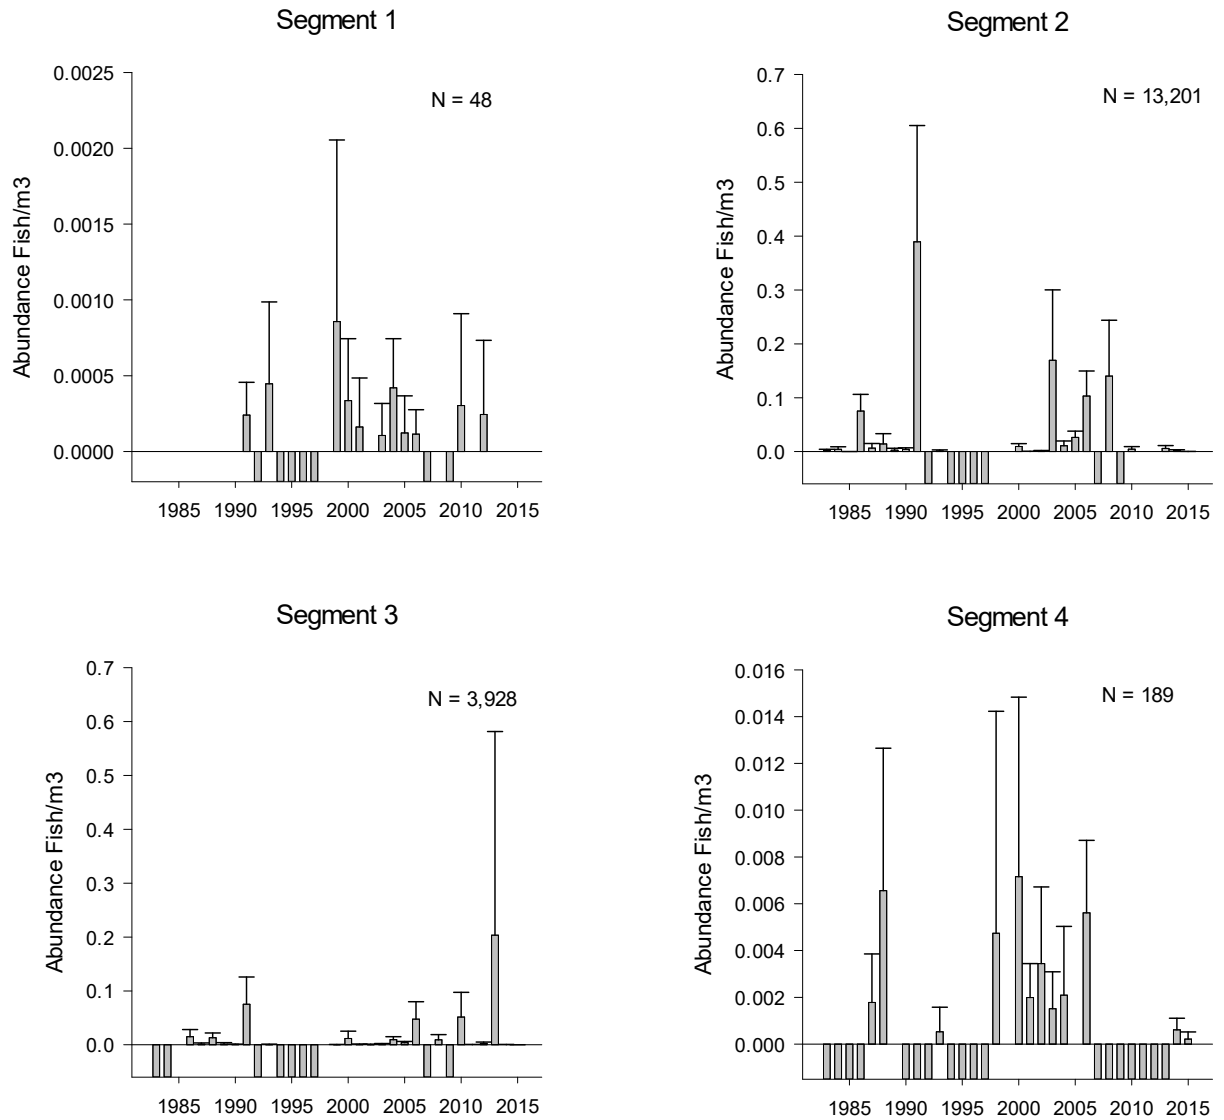 Segment 1
N = 48
Abundance Fish/m3
0.0025
0.0020
0.0015
0.0010
0.0005
0.0000
1985 1990 1995 2000 2005 2010 2015
Segment 2
N = 13,201
Abundance Fish/m3
0.7
0.6
0.5
0.4
0.3
0.2
0.1
0.0
1985 1990 1995 2000 2005 2010 2015
Segment 3
N = 3,928
Abundance Fish/m3
0.7
0.6
0.5
0.4
0.3
0.2
0.1
0.0
1985 1990 1995 2000 2005 2010 2015
Segment 4
N = 189
Abundance Fish/m3
0.016
0.014
0.012
0.010
0.008
0.006
0.004
0.002
0.000
1985 1990 1995 2000 2005 2010 2015